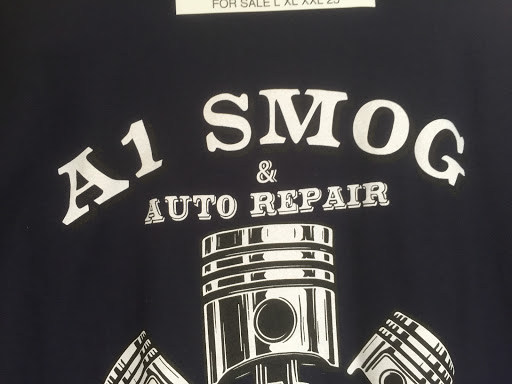 FOR SALE L XL XXL 25
A1 SMOG
&
AUTO REPAIR